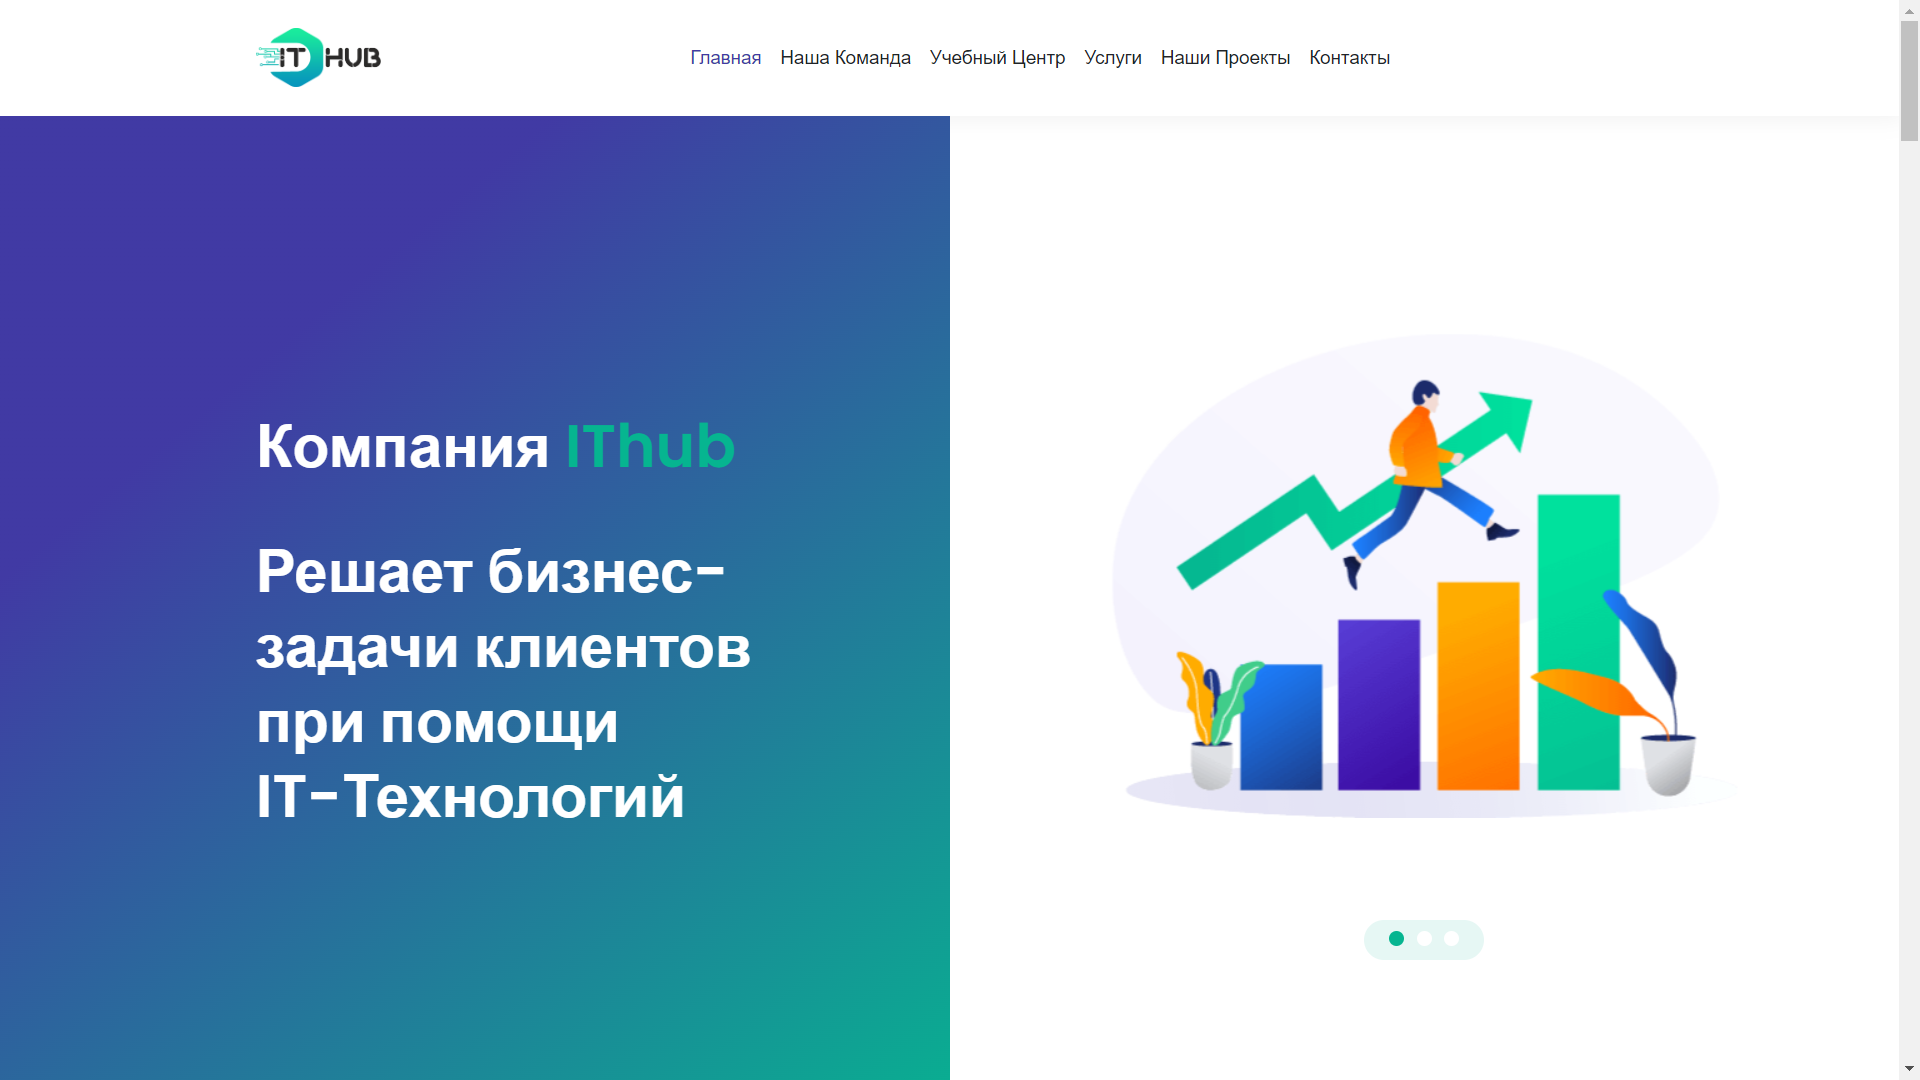 IT HUB
Главная Наша Команда Учебный Центр Услуги Наши Проекты Контакты
Компания IThub
Решает бизнес-
задачи клиентов
при помощи
IT-Технологий